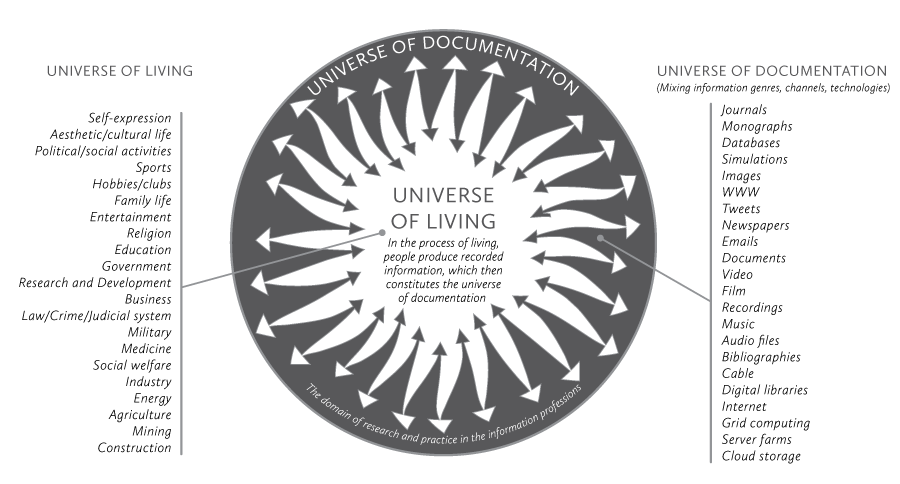 UNIVERSE OF LIVING
Self-expression
Aesthetic/cultural life
Political/social activities
Sports
Hobbies/clubs
Family life
Entertainment
Religion
Education
Government
Research and Development
Business
Law/Crime/Judicial system
Military
Medicine
Social welfare
Industry
Energy
Agriculture
Mining
Construction
UNIVERSE OF DOCUMENTATION
UNIVERSE
OF LIVING
In the process of living,
people produce recorded
information, which then
constitutes the universe
of documentation
The domain of research and practice in the information professions
UNIVERSE OF DOCUMENTATION
(Mixing information genres, channels, technologies)
Journals
Monographs
Databases
Simulations
Images
WWW
Tweets
Newspapers
Emails
Documents
Video
Film
Recordings
Music
Audio files
Bibliographies
Cable
Digital libraries
Internet
Grid computing
Server farms
Cloud storage